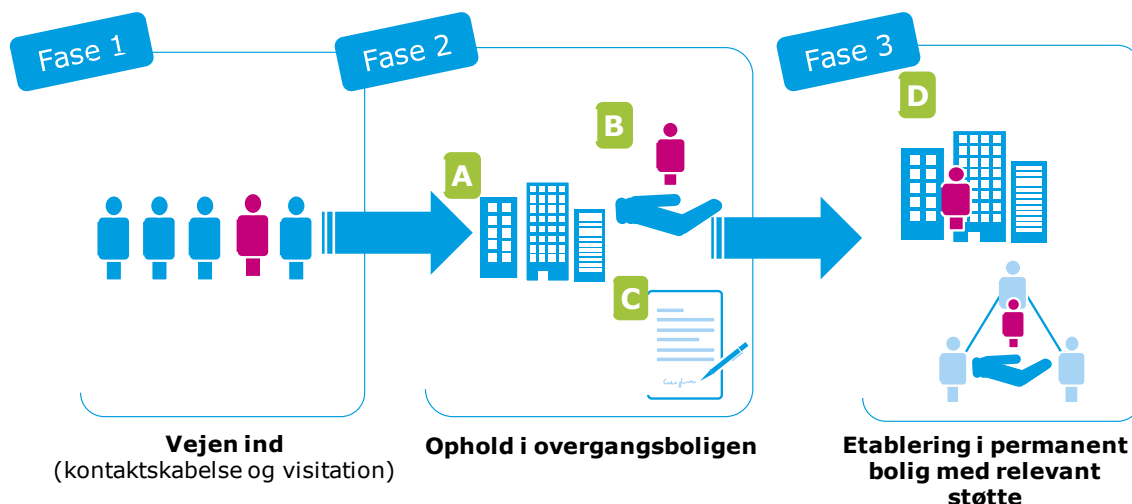 Fase 1
Fase 2
Fase 3
A
B
C
D
Vejen ind
(kontaktskabelse og visitation)
Ophold i overgangsboligen
Etablering i permanent
bolig med relevant
støtte